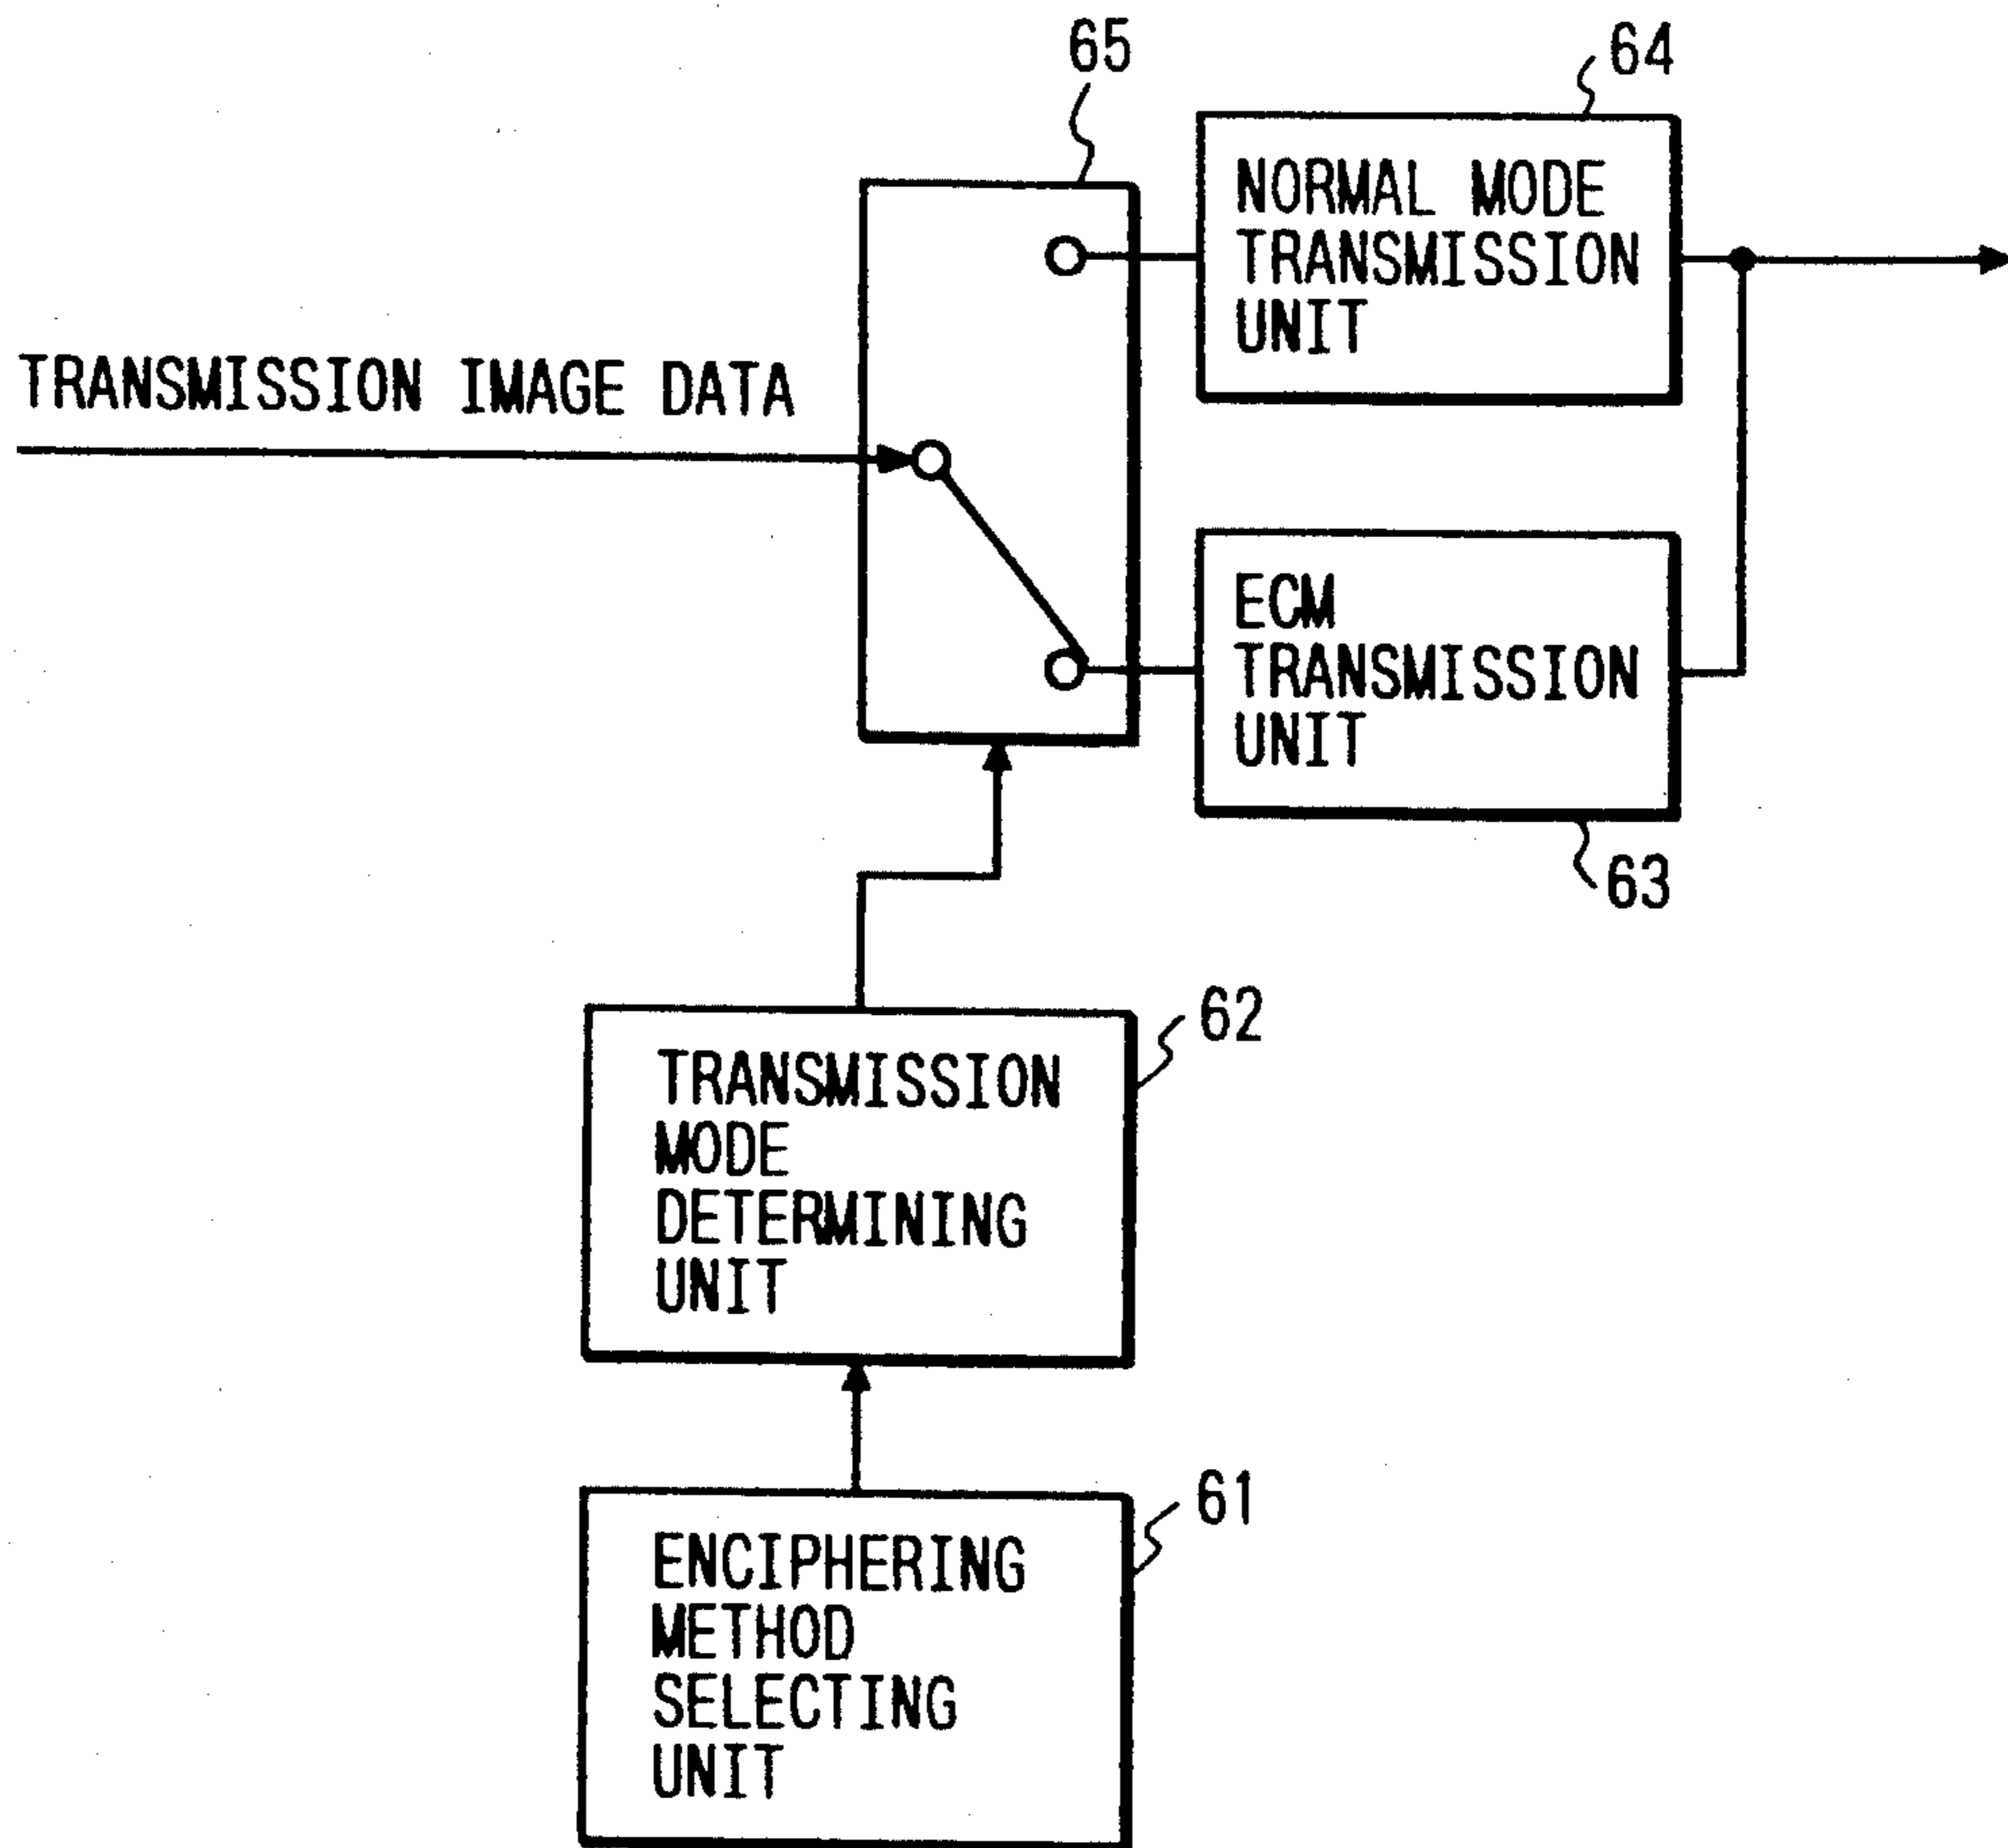 65
64
NORMAL MODE
TRANSMISSION
UNIT
TRANSMISSION IMAGE DATA
ECM
TRANSMISSION
UNIT
63
62
TRANSMISSION
MODE
DETERMINING
UNIT
61
ENCIPHERING
METHOD
SELECTING
UNIT